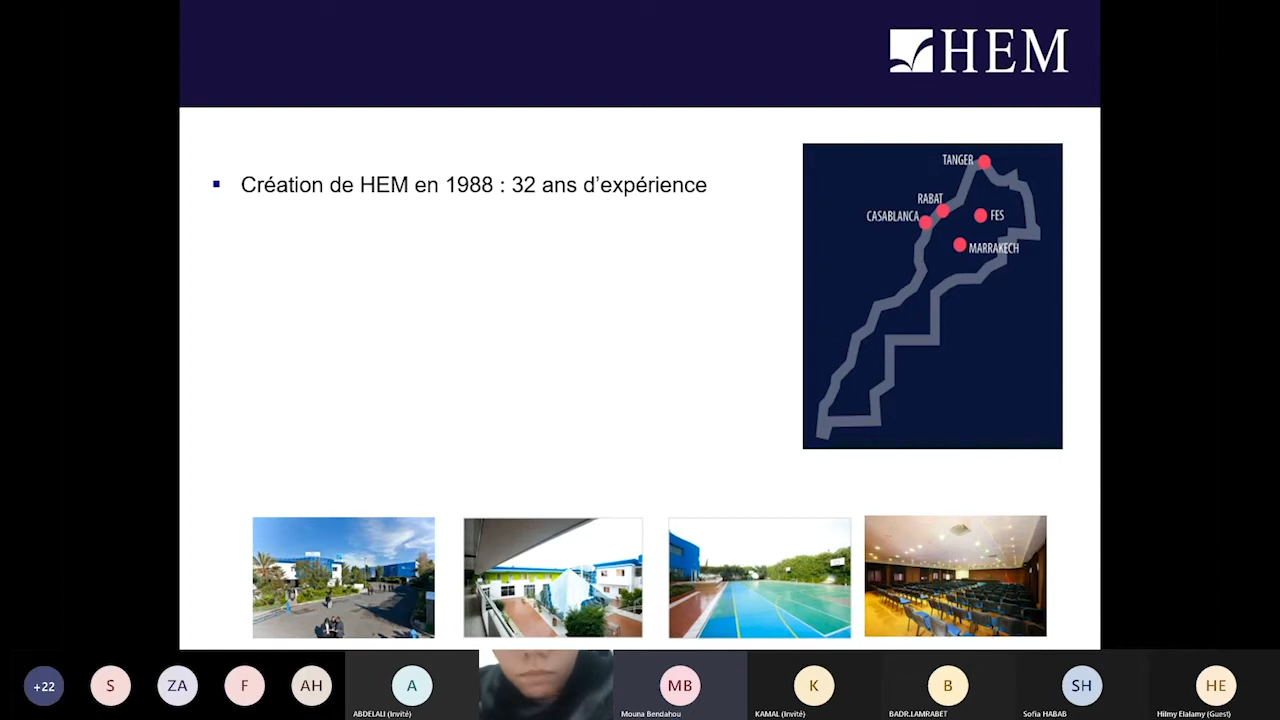 HEM
Création de HEM en 1988 : 32 ans d’expérience
TANGER
RABAT
CASABLANCA
FES
MARRAKECH
+22
S
ZA
F
AH
A
ABDELALI (Invité)
MB
Mouna Bendahou
K
KAMAL (Invité)
B
BADR.LAMRABET
SH
Sofia HABAB
HE
Hilmy Elalamy (Guest)